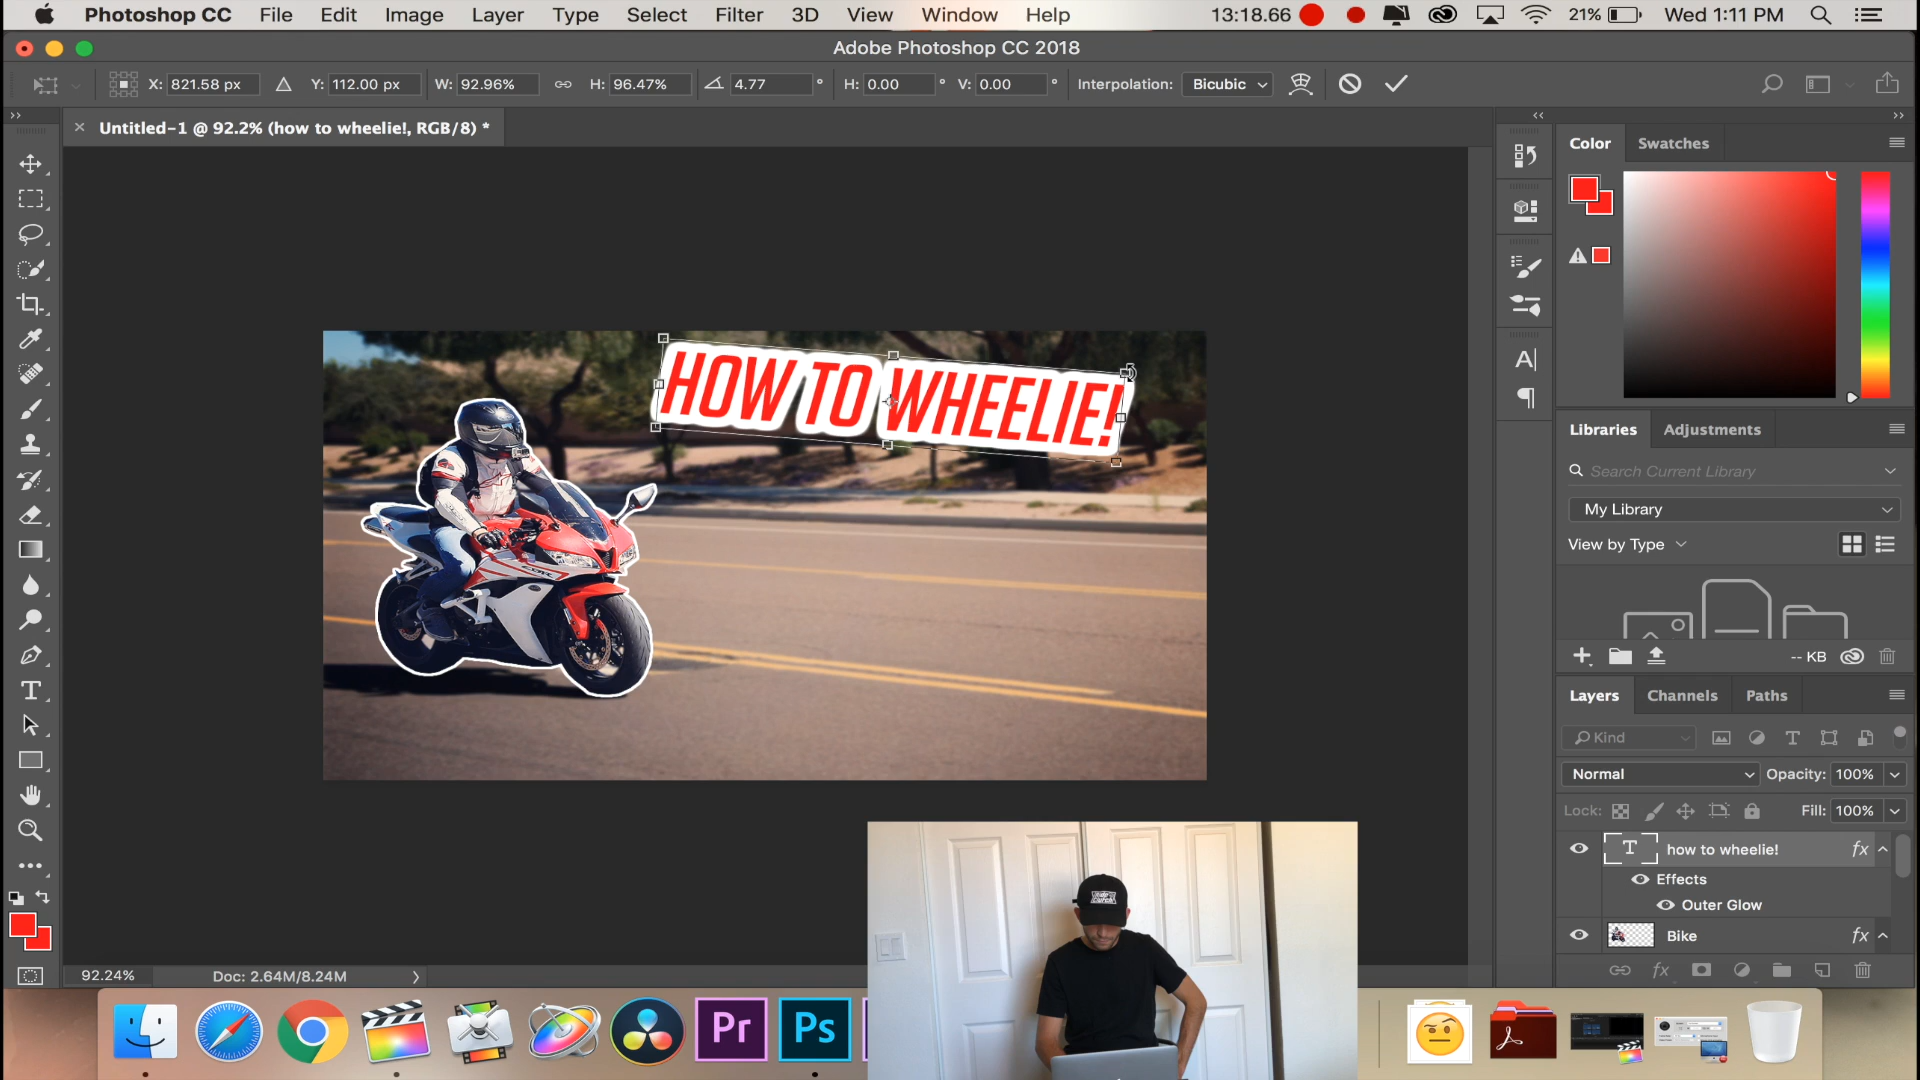 Photoshop CC File Edit Image Layer Type Select Filter 3D View Window Help 13:18.66 21% Wed 1:11 PM
Adobe Photoshop CC 2018
X: 821.58 px Y: 112.00 px W: 92.96% H: 96.47% 4.77 ° H: 0.00 ° V: 0.00 ° Interpolation: Bicubic
Untitled-1 @ 92.2% (how to wheelie!, RGB/8) *
Color Swatches
HOW TO WHEELIE!
Libraries Adjustments
Search Current Library
My Library
View by Type
-- KB
Layers Channels Paths
Kind
Normal Opacity: 100%
Lock: Fill: 100%
T how to wheelie! fx
Effects
Outer Glow
Bike fx
fx
92.24% Doc: 2.64M/8.24M
Pr Ps